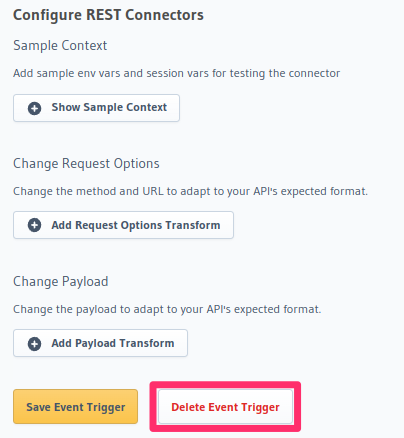 Configure REST Connectors
Sample Context
Add sample env vars and session vars for testing the connector
Show Sample Context
Change Request Options
Change the method and URL to adapt to your API's expected format.
Add Request Options Transform
Change Payload
Change the payload to adapt to your API's expected format.
Add Payload Transform
Save Event Trigger
Delete Event Trigger